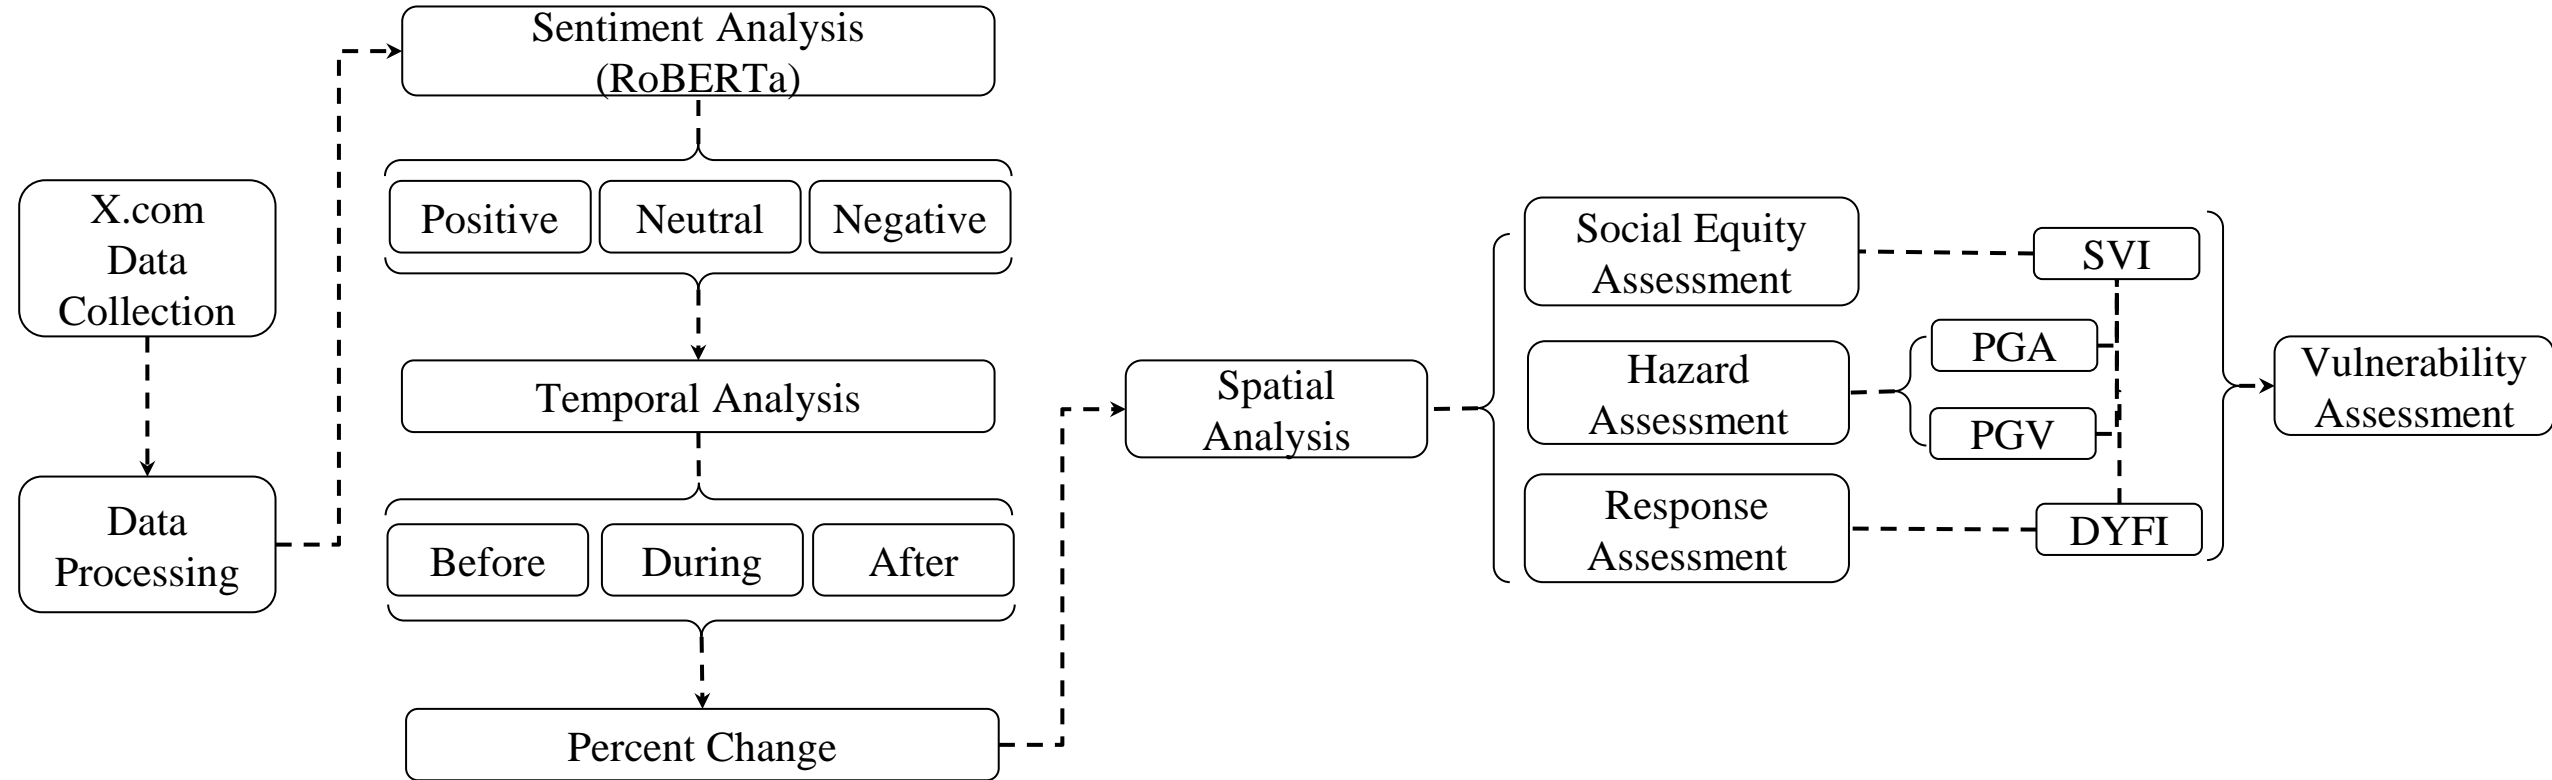 X.com
Data
Collection
Data
Processing
Sentiment Analysis
(RoBERTa)
Positive
Neutral
Negative
Temporal Analysis
Before
During
After
Percent Change
Spatial
Analysis
Social Equity
Assessment
SVI
Hazard
Assessment
PGA
PGV
Response
Assessment
DYFI
Vulnerability
Assessment